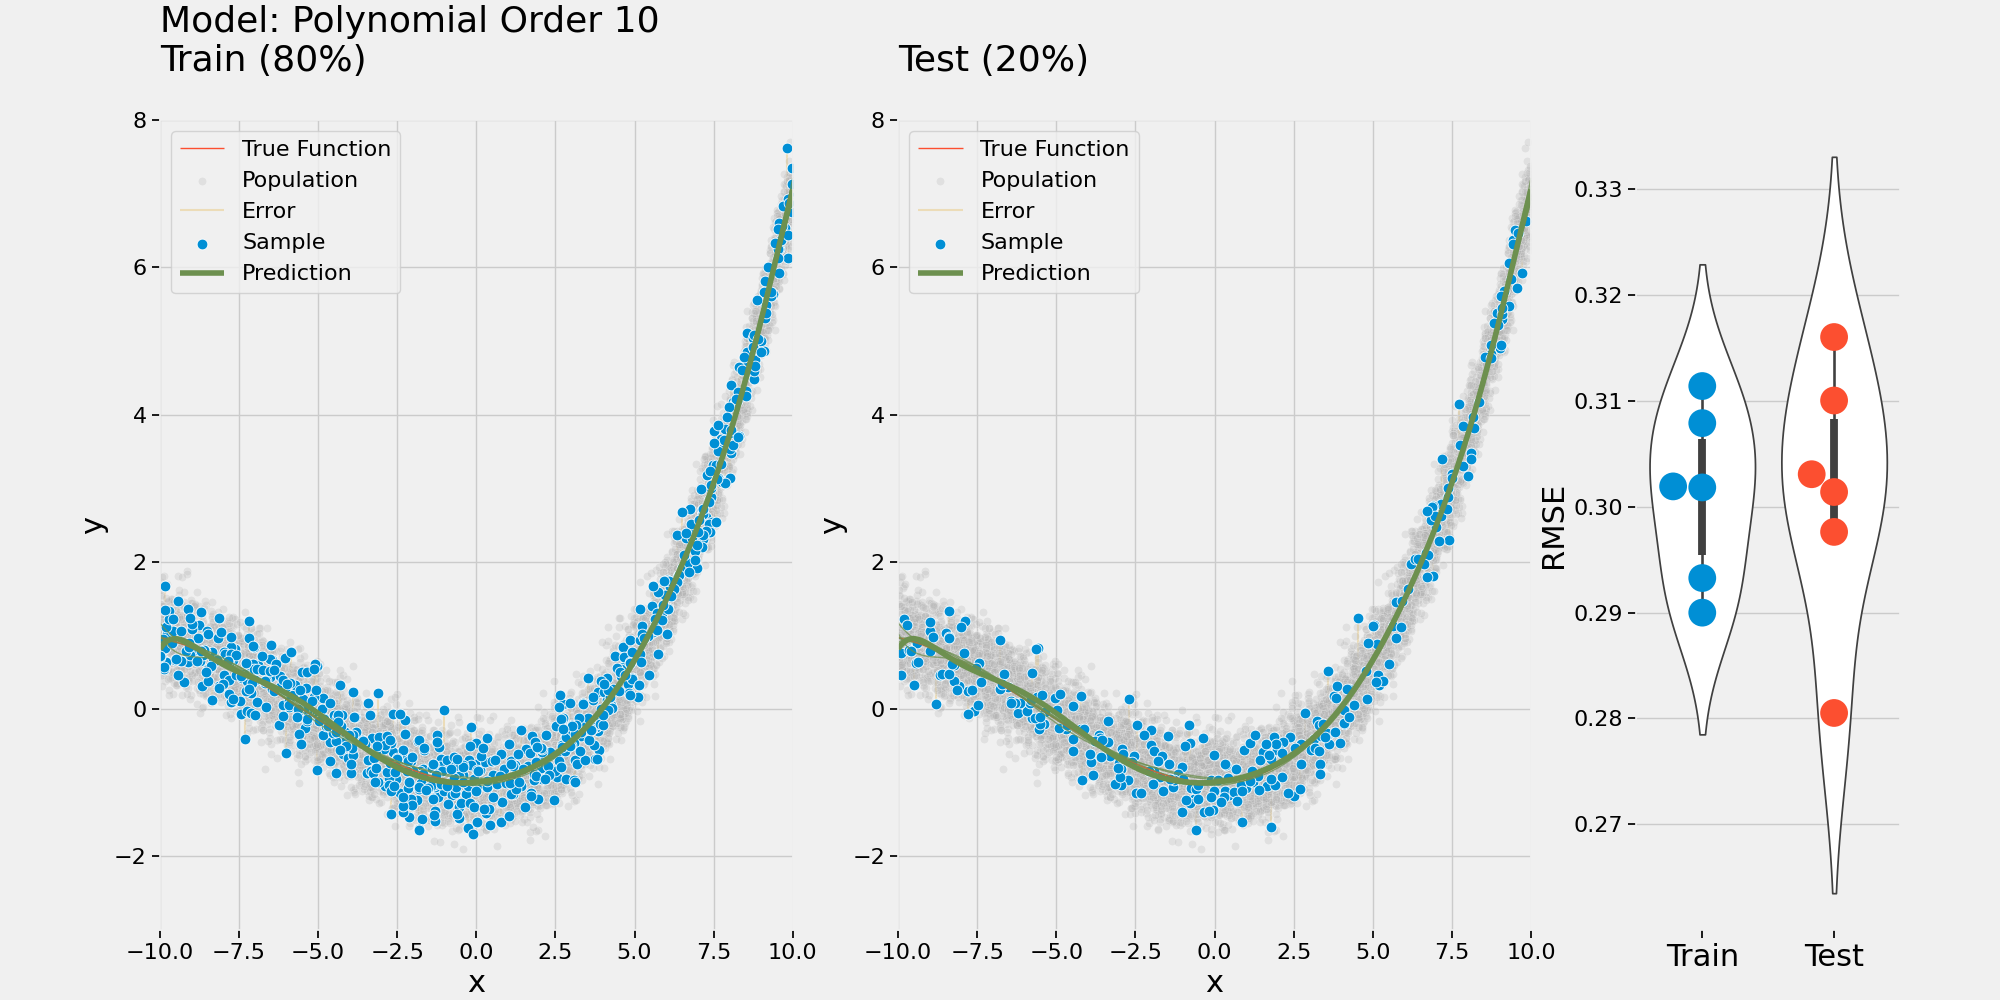 Model: Polynomial Order 10
Train (80%)
Test (20%)
8
6
4
2
0
−2
y
True Function
Population
Error
Sample
Prediction
−10.0 −7.5 −5.0 −2.5 0.0 2.5 5.0 7.5 10.0
x
8
6
4
2
0
−2
y
True Function
Population
Error
Sample
Prediction
−10.0 −7.5 −5.0 −2.5 0.0 2.5 5.0 7.5 10.0
x
0.33
0.32
0.31
0.30
0.29
0.28
0.27
RMSE
Train Test